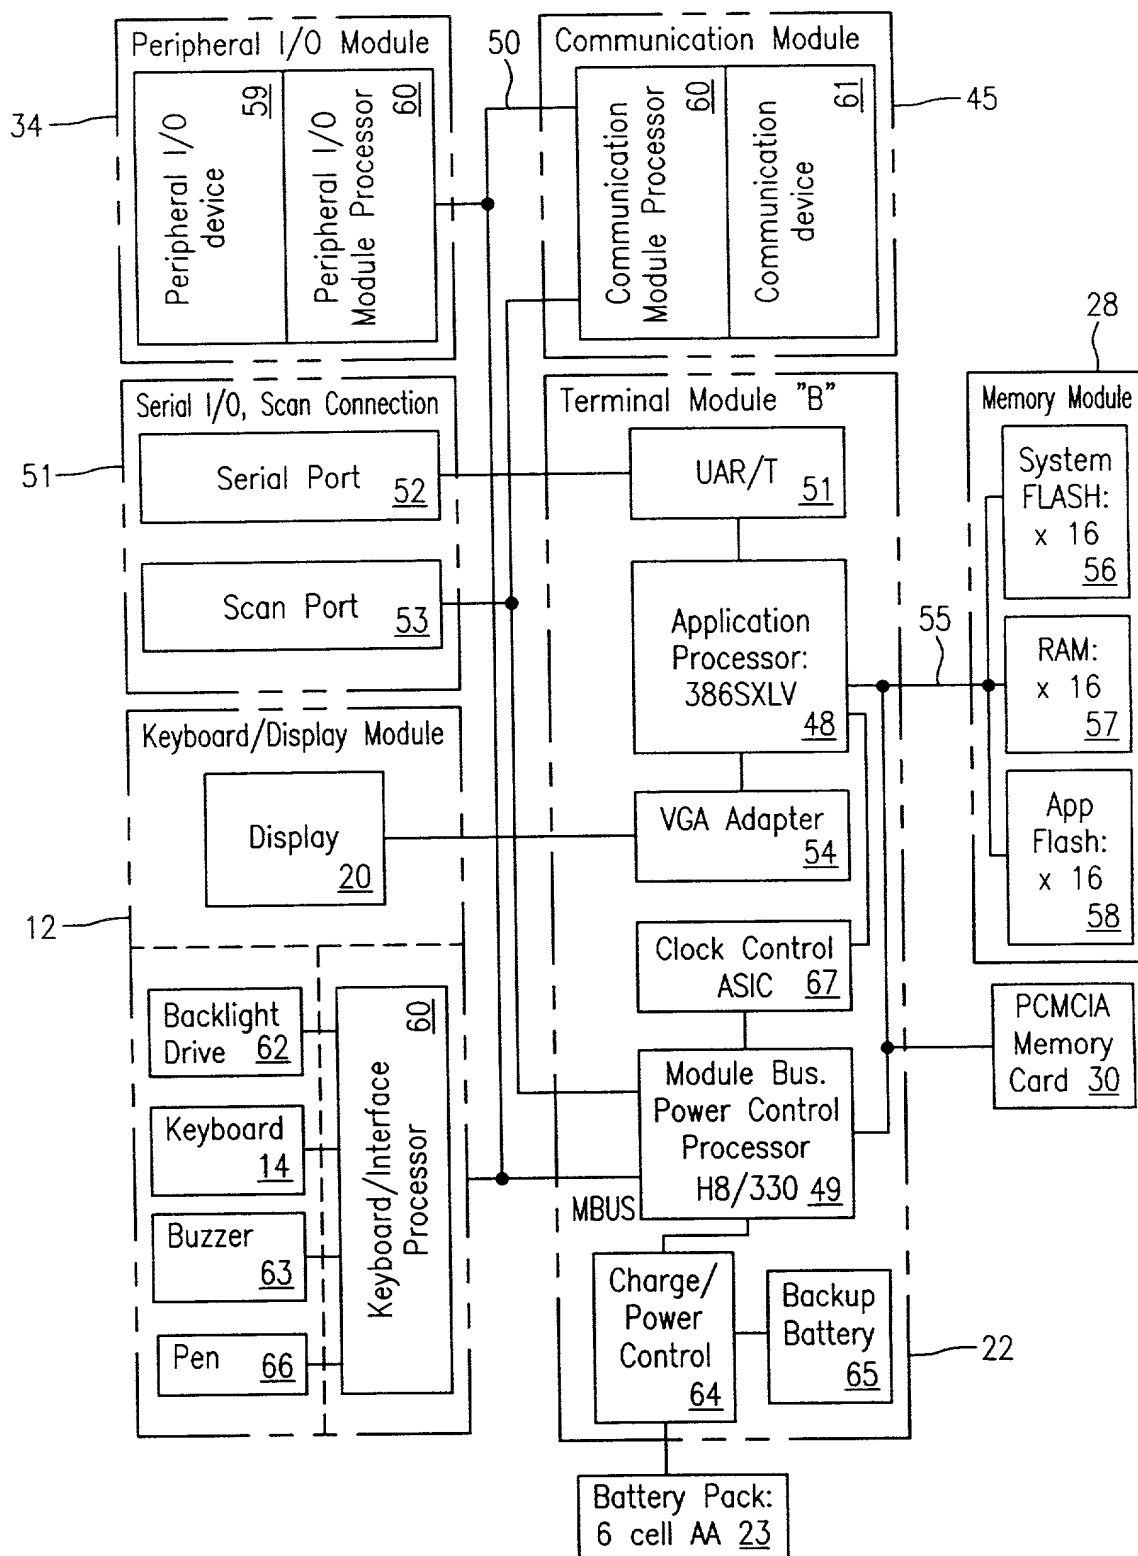 Peripheral I/O Module
Peripheral I/O
device
59
Peripheral I/O
Module Processor
60
34
50
Communication Module
Communication
Module Processor
60
Communication
device
61
45
Serial I/O, Scan Connection
Serial Port
52
Scan Port
53
51
Terminal Module "B"
UAR/T
51
Application
Processor:
386SXLV
48
VGA Adapter
54
Clock Control
ASIC 67
Module Bus.
Power Control
Processor
H8/330 49
MBUS
Charge/
Power
Control
64
Backup
Battery
65
22
55
28
Memory Module
System
FLASH:
x 16
56
RAM:
x 16
57
App
Flash:
x 16
58
PCMCIA
Memory
Card 30
Keyboard/Display Module
Display
20
12
Backlight
Drive 62
Keyboard
14
Buzzer
63
Pen 66
Keyboard/Interface
Processor
60
Battery Pack:
6 cell AA 23